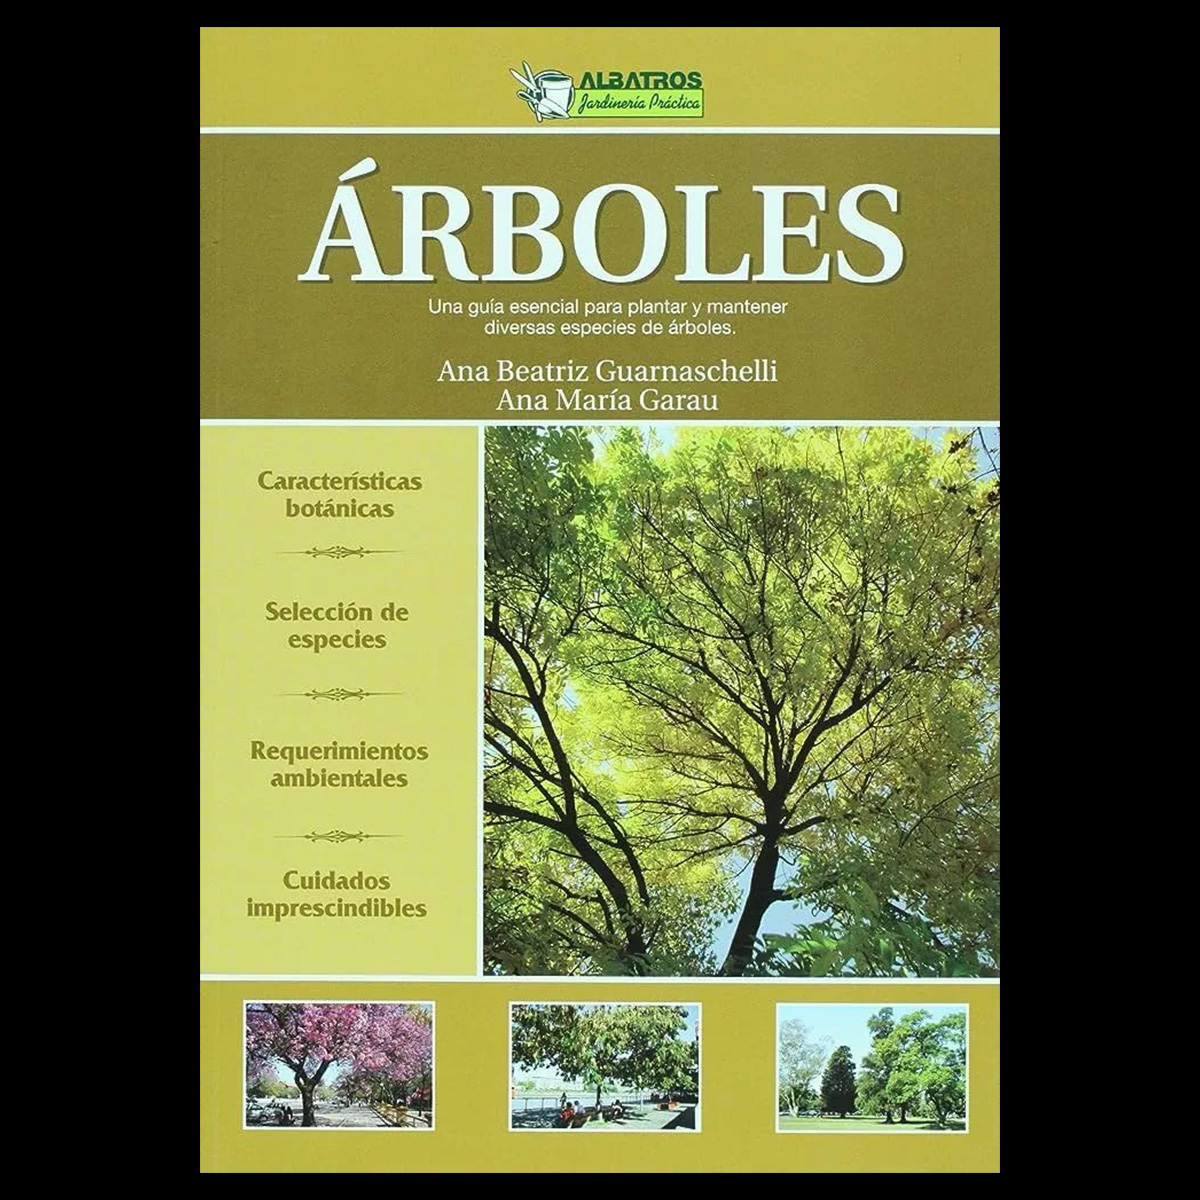 ALBATROS
Jardinería Práctica
ÁRBOLES
Una guía esencial para plantar y mantener
diversas especies de árboles.
Ana Beatriz Guarnaschelli
Ana María Garau
Características
botánicas
Selección de
especies
Requerimientos
ambientales
Cuidados
imprescindibles